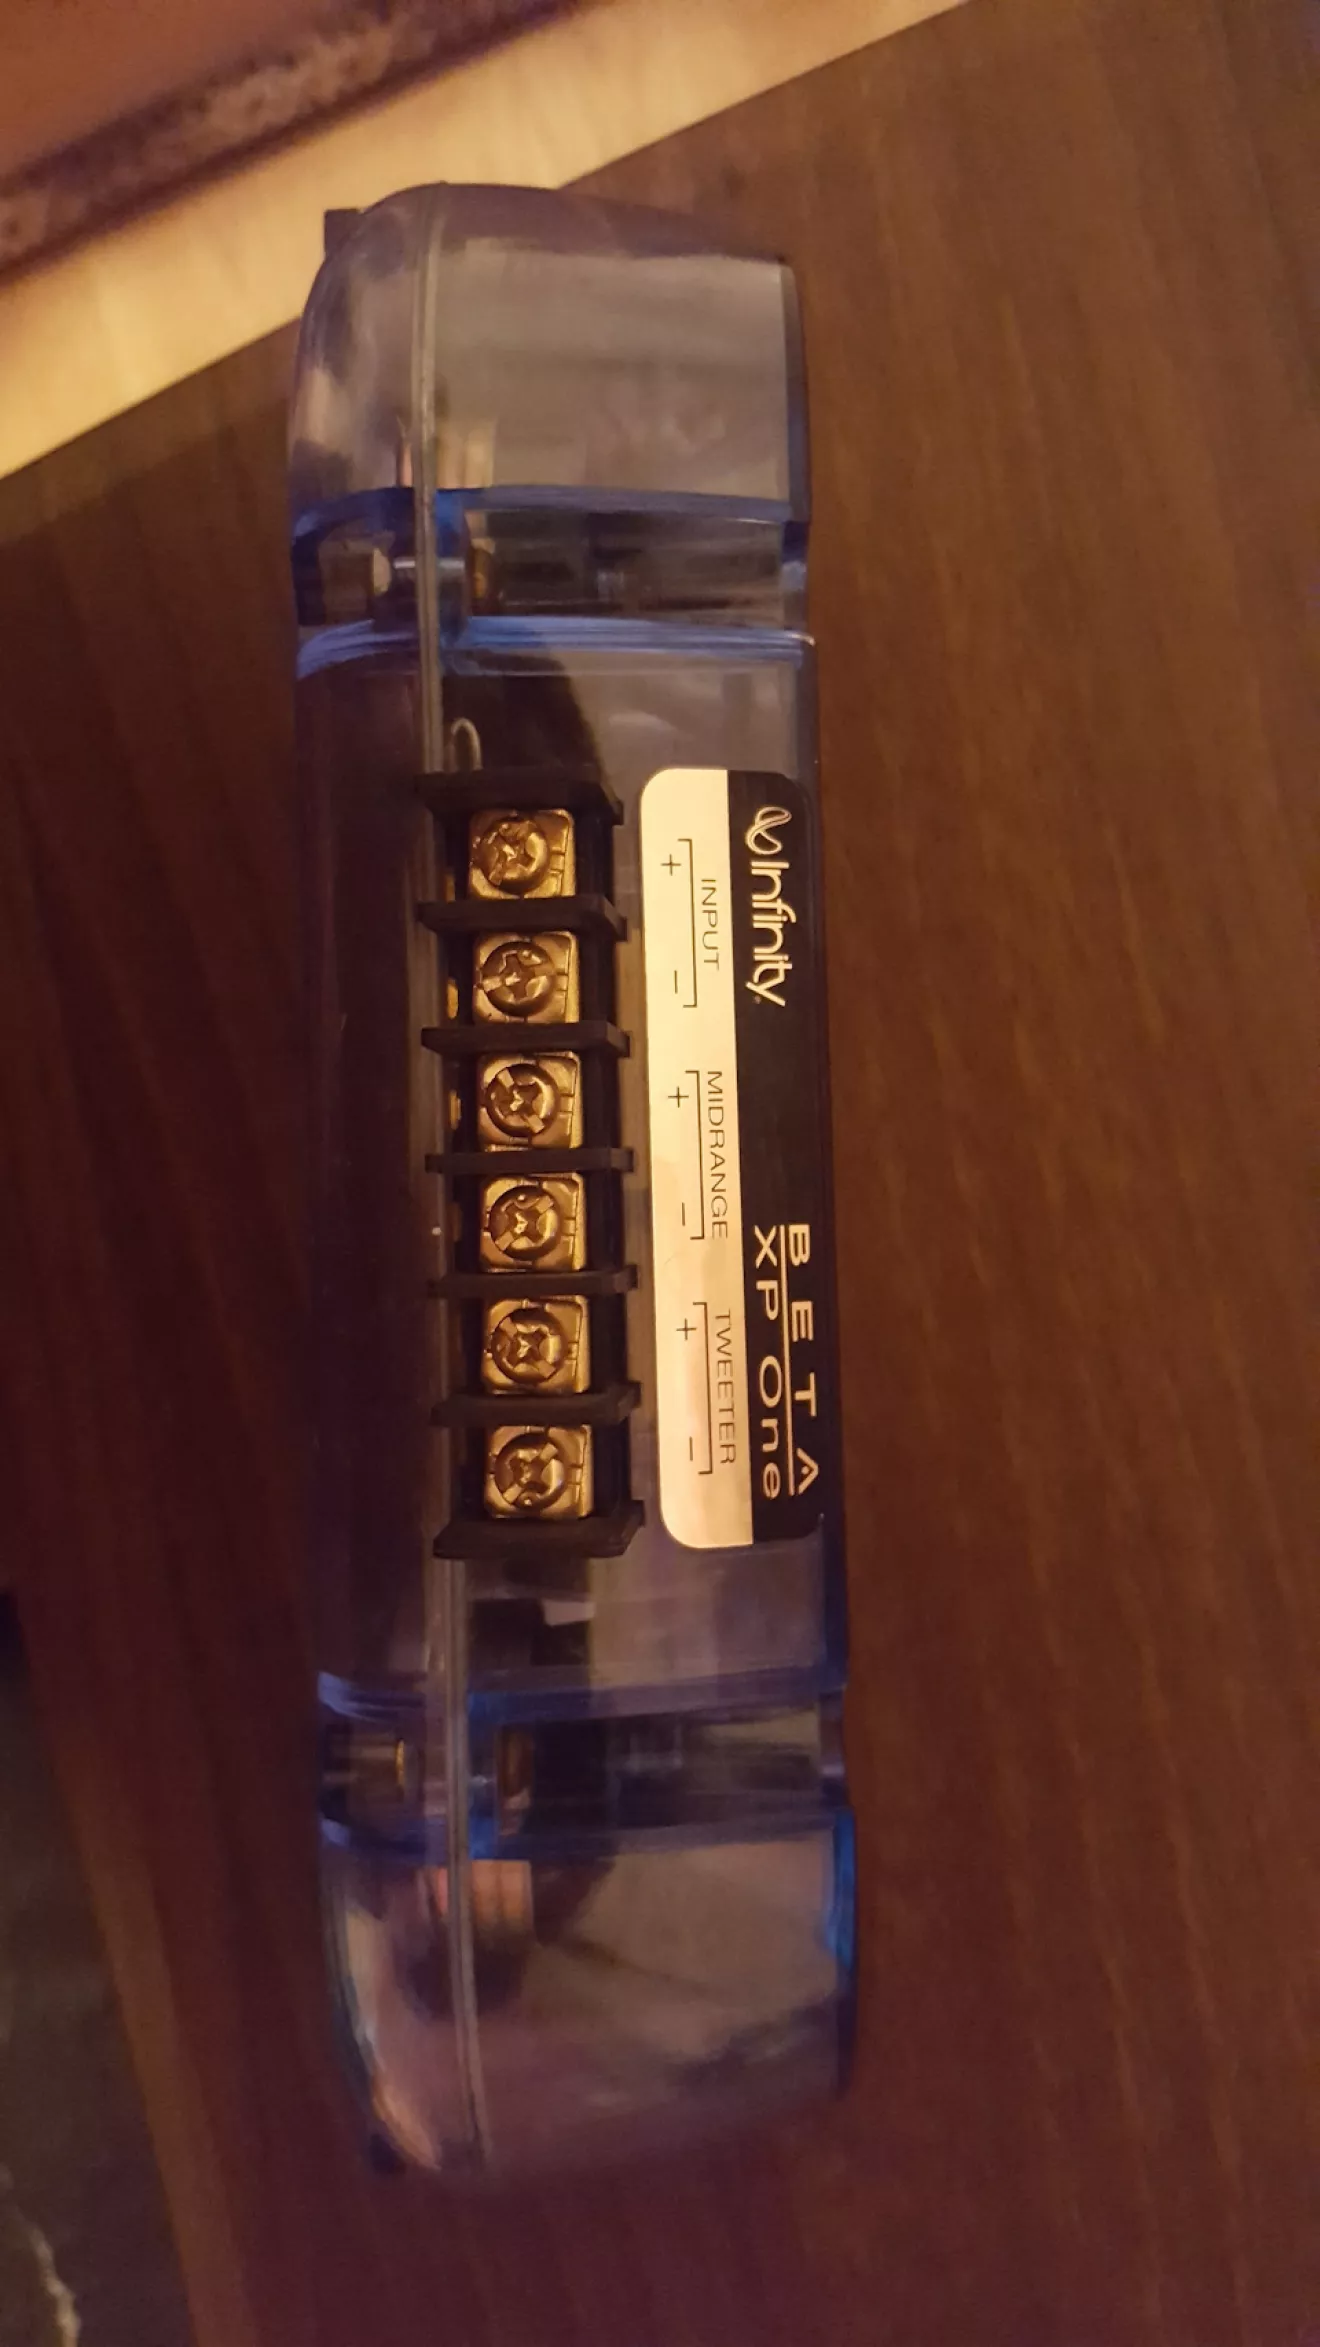 Infinity
BETA
XP One
INPUT
+ −
MIDRANGE
+ −
TWEETER
+ −